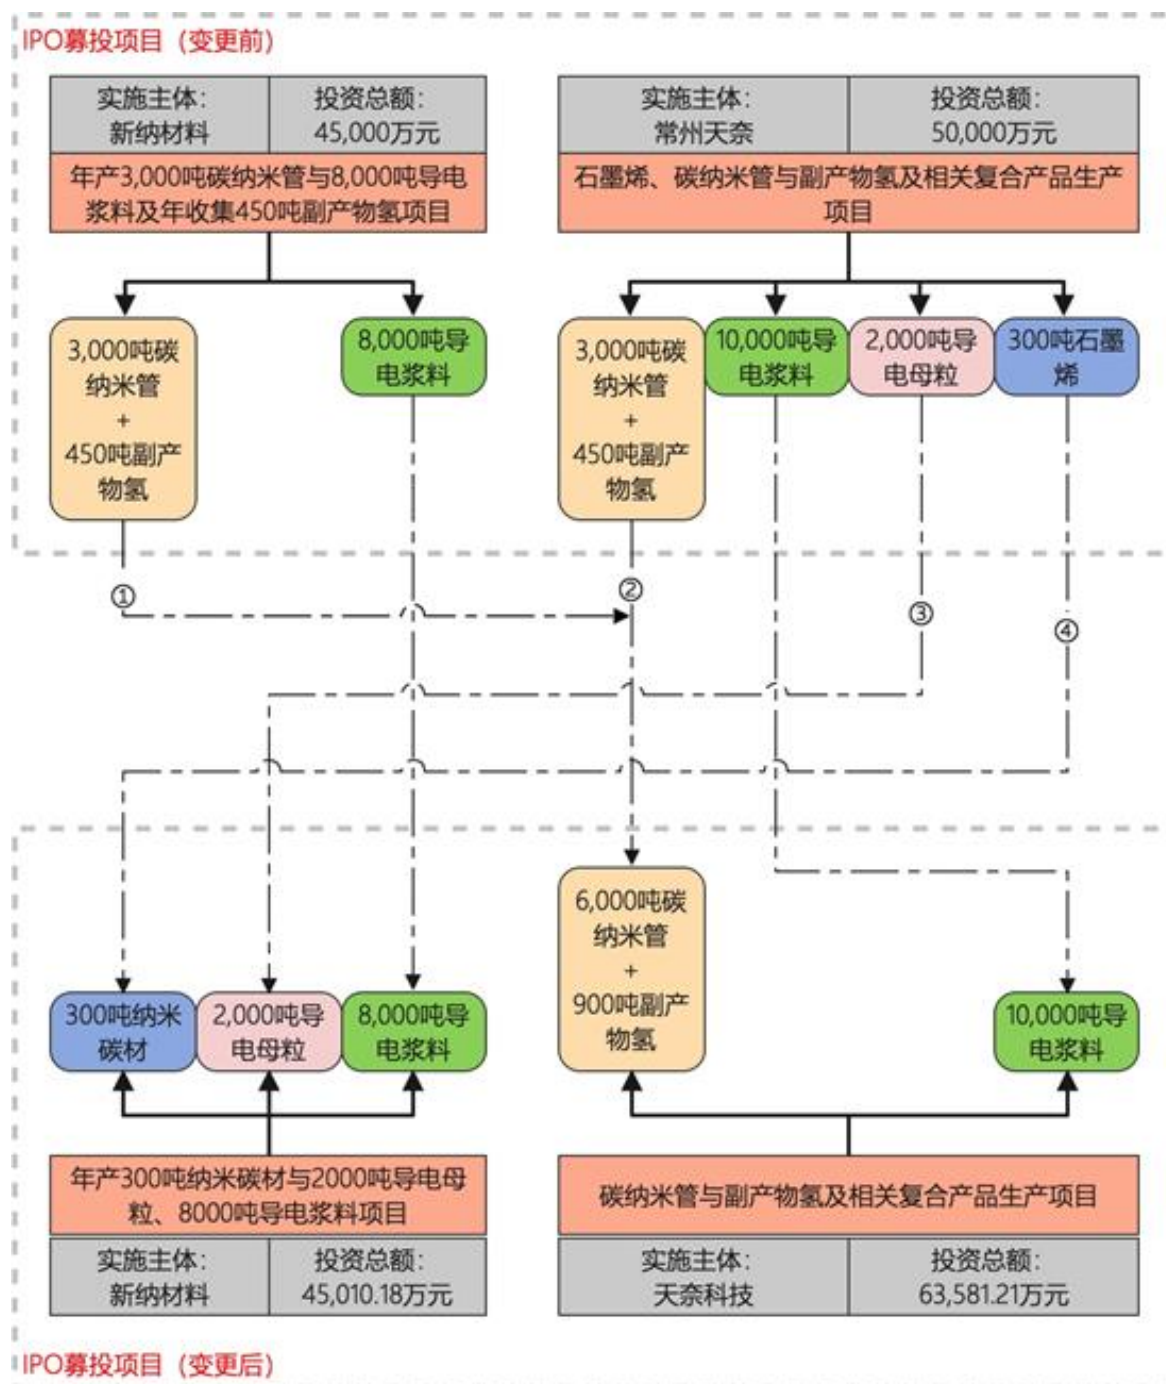 IPO募投项目（变更前）
实施主体：
新纳材料
投资总额：
45,000万元
年产3,000吨碳纳米管与8,000吨导电
浆料及年收集450吨副产物氢项目
实施主体：
常州天奈
投资总额：
50,000万元
石墨烯、碳纳米管与副产物氢及相关复合产品生产
项目
3,000吨碳
纳米管
+
450吨副产
物氢
8,000吨导
电浆料
3,000吨碳
纳米管
+
450吨副产
物氢
10,000吨导
电浆料
2,000吨导
电母粒
300吨石墨
烯
①
②
③
④
6,000吨碳
纳米管
+
900吨副产
物氢
300吨纳米
碳材
2,000吨导
电母粒
8,000吨导
电浆料
10,000吨导
电浆料
年产300吨纳米碳材与2000吨导电母
粒、8000吨导电浆料项目
实施主体：
新纳材料
投资总额：
45,010.18万元
碳纳米管与副产物氢及相关复合产品生产项目
实施主体：
天奈科技
投资总额：
63,581.21万元
IPO募投项目（变更后）